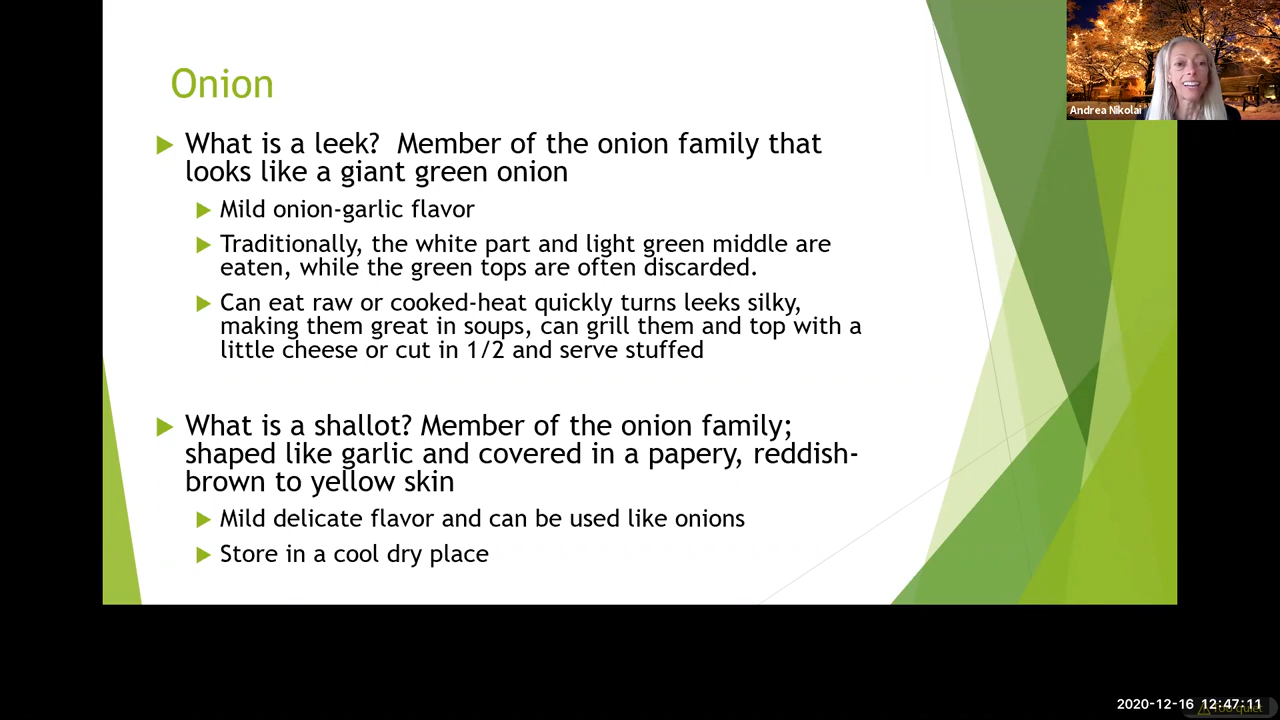 Onion
Andrea Nikolai
What is a leek?  Member of the onion family that
looks like a giant green onion
Mild onion-garlic flavor
Traditionally, the white part and light green middle are
eaten, while the green tops are often discarded.
Can eat raw or cooked-heat quickly turns leeks silky,
making them great in soups, can grill them and top with a
little cheese or cut in 1/2 and serve stuffed
What is a shallot? Member of the onion family;
shaped like garlic and covered in a papery, reddish-
brown to yellow skin
Mild delicate flavor and can be used like onions
Store in a cool dry place
2020-12-16 12:47:11